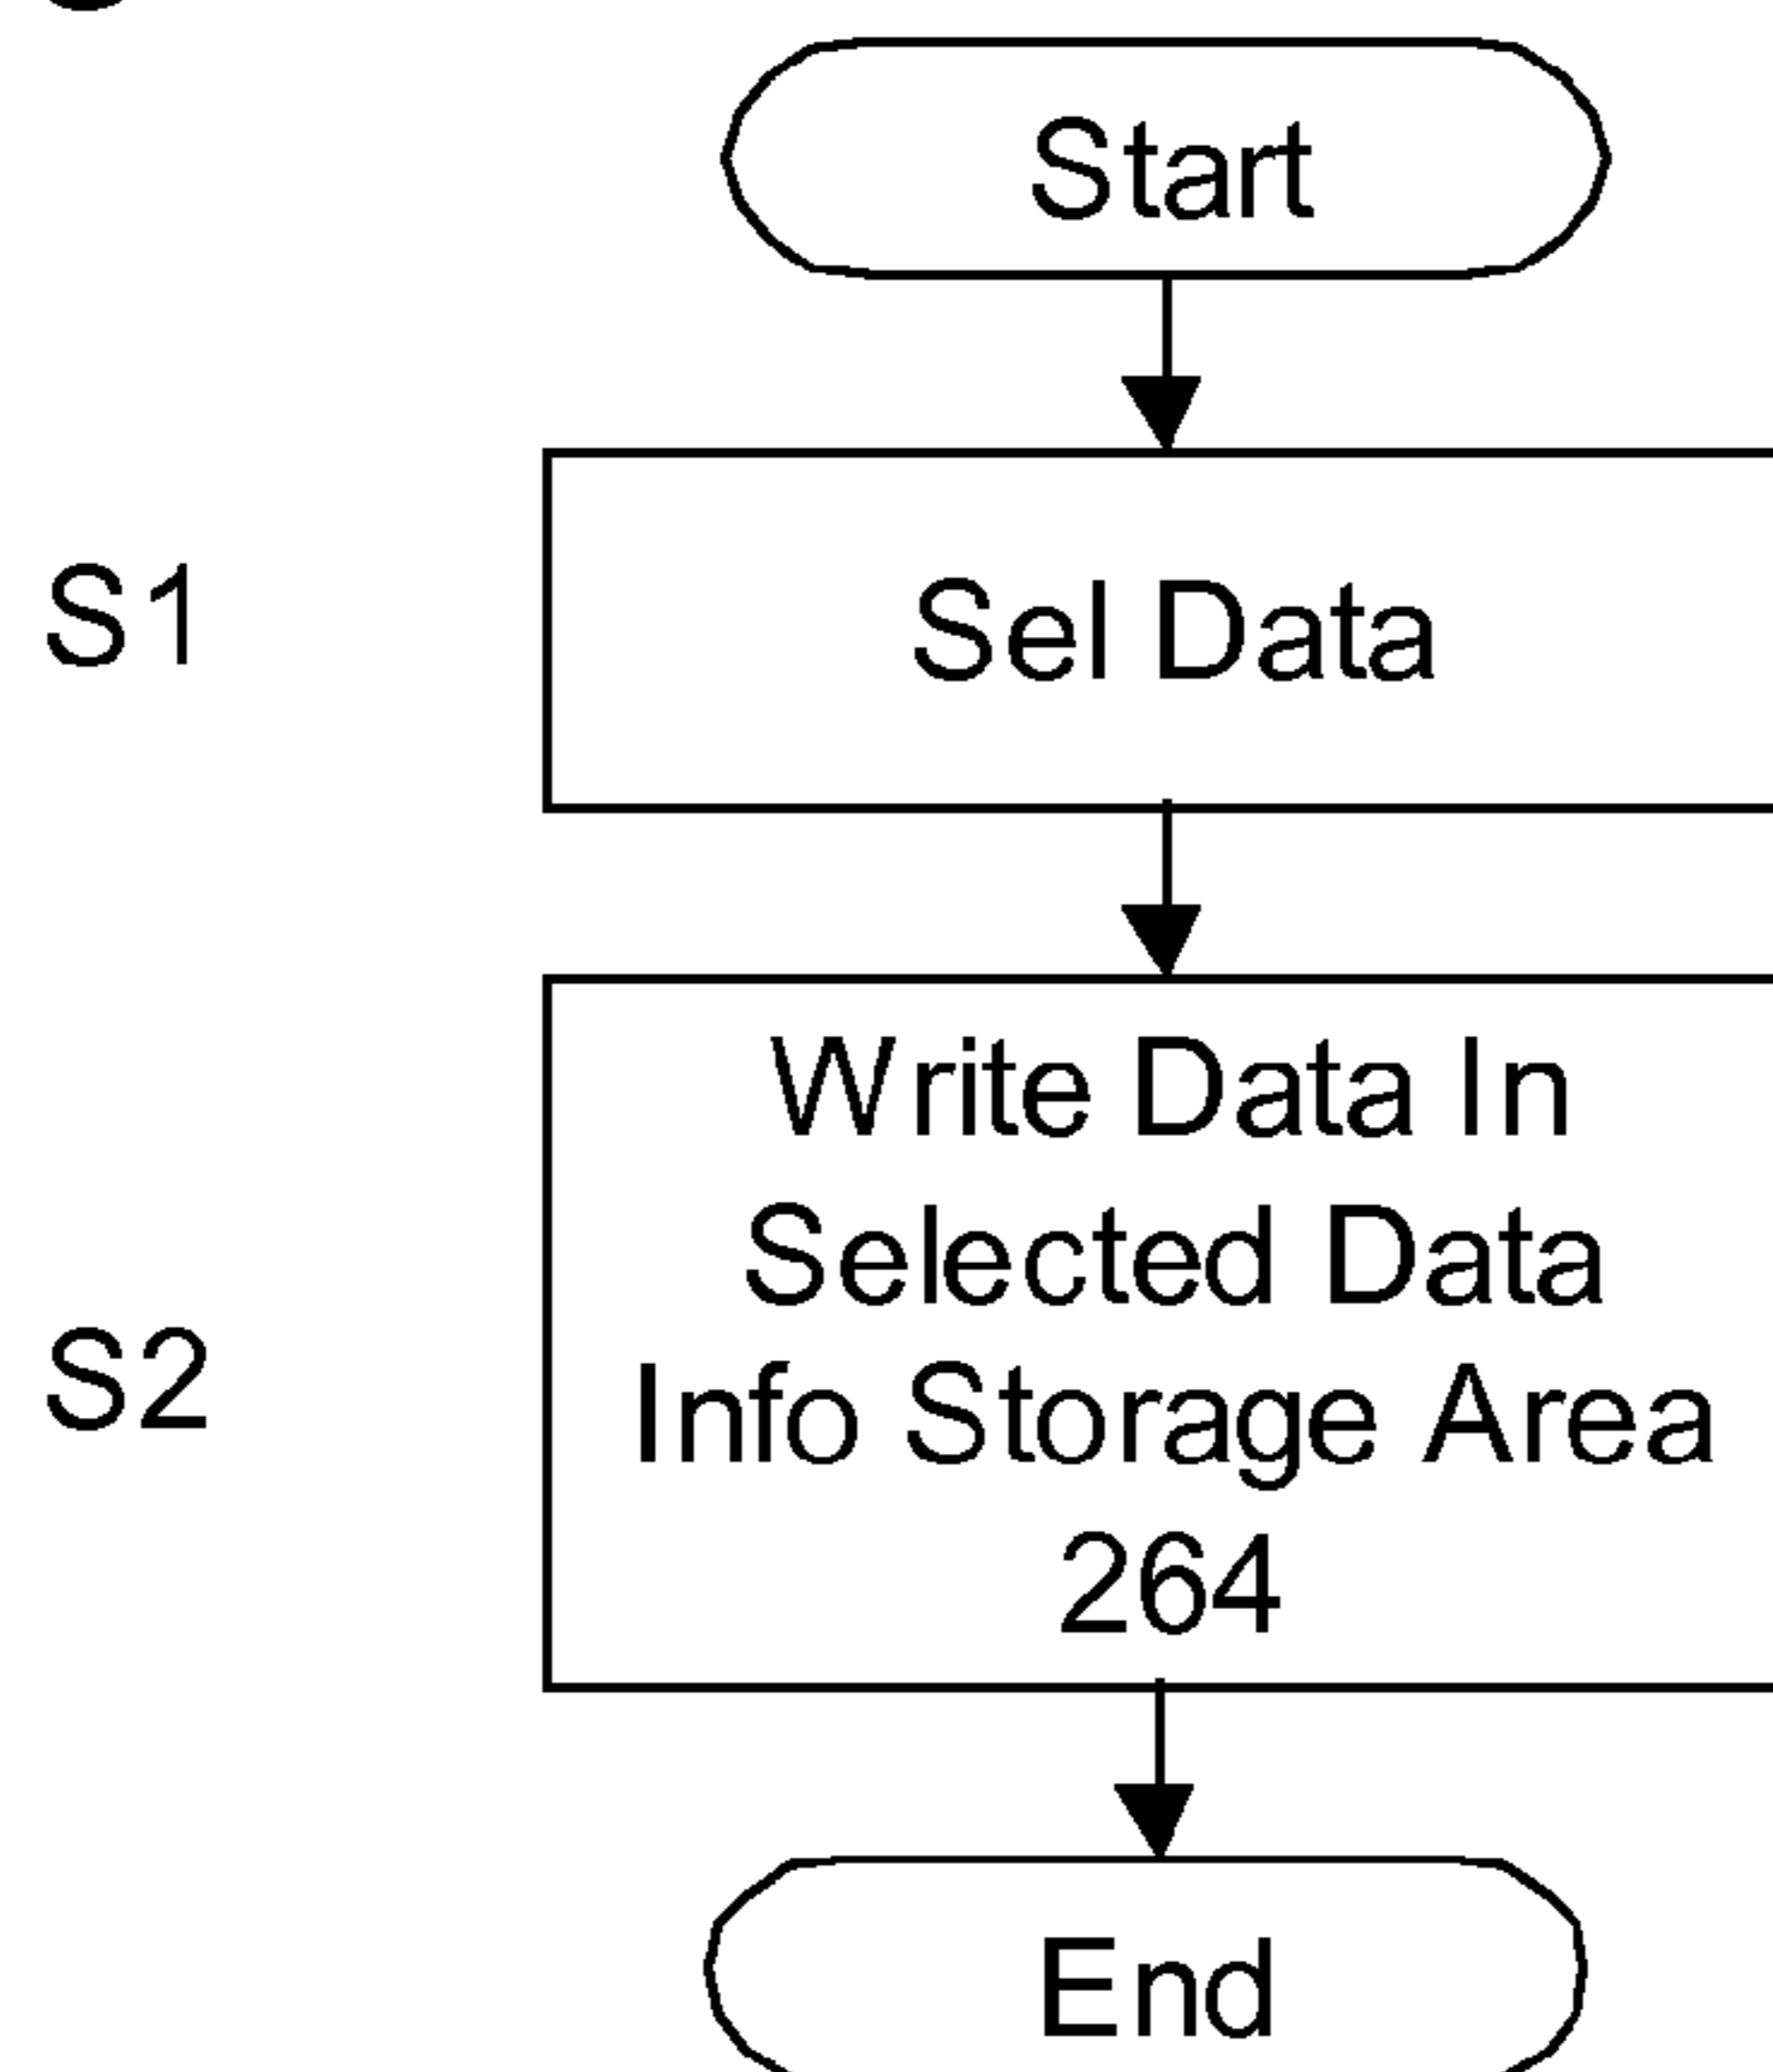 Start
S1
Sel Data
Write Data In
Selected Data
S2
Info Storage Area
264
End